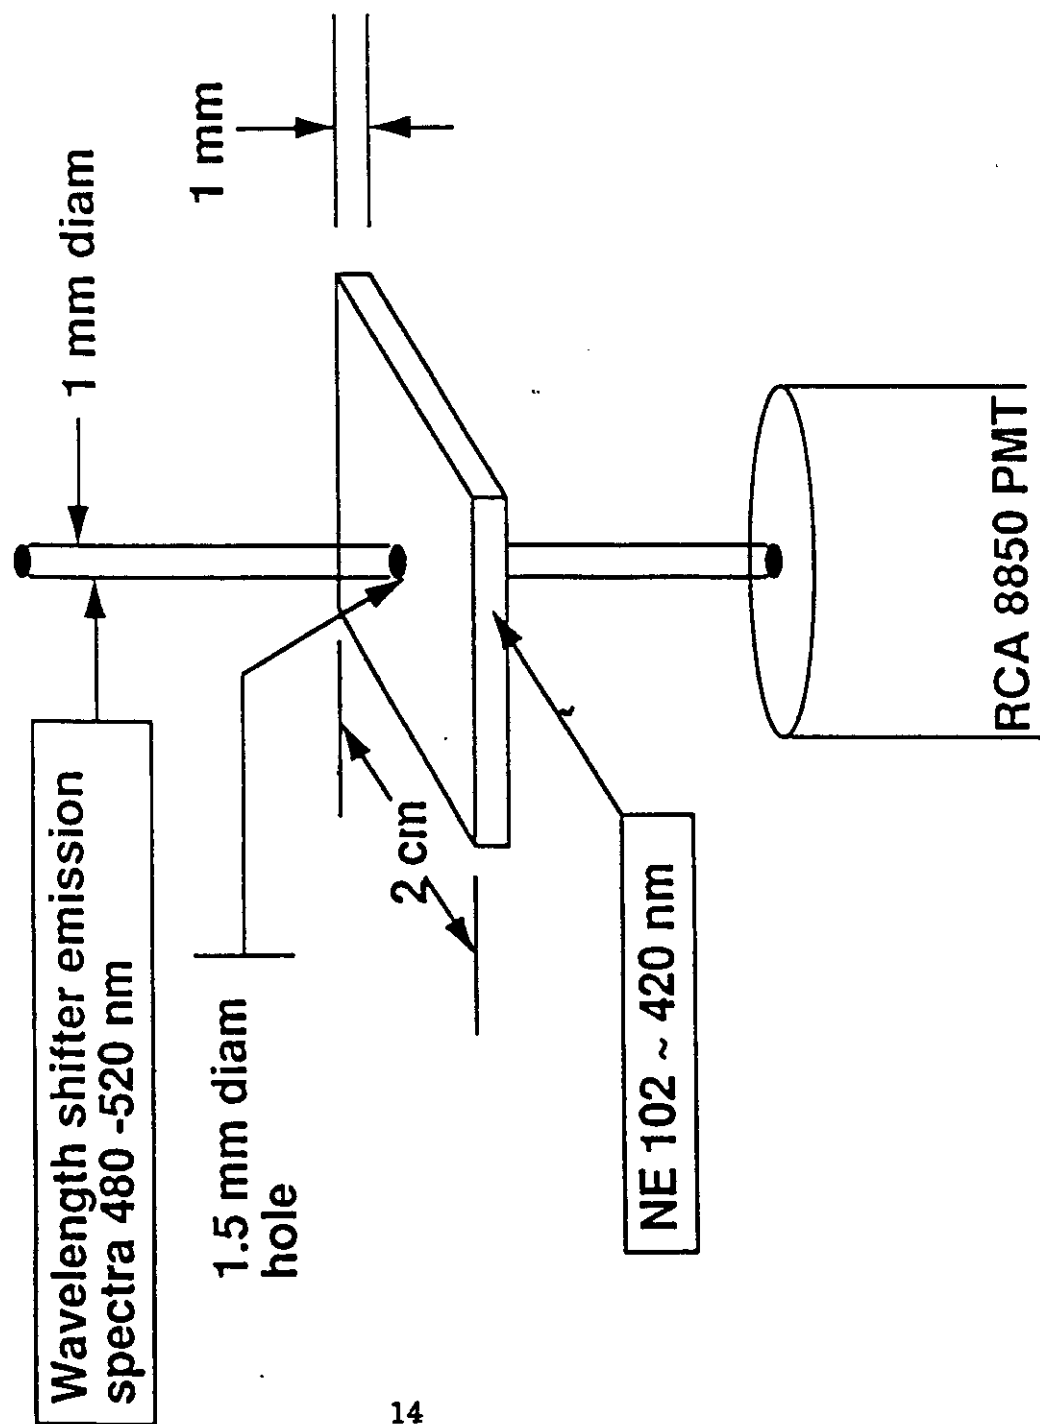 Wavelength shifter emission
spectra 480 -520 nm
1 mm diam
1.5 mm diam
hole
1 mm
2 cm
NE 102 ~ 420 nm
RCA 8850 PMT
14